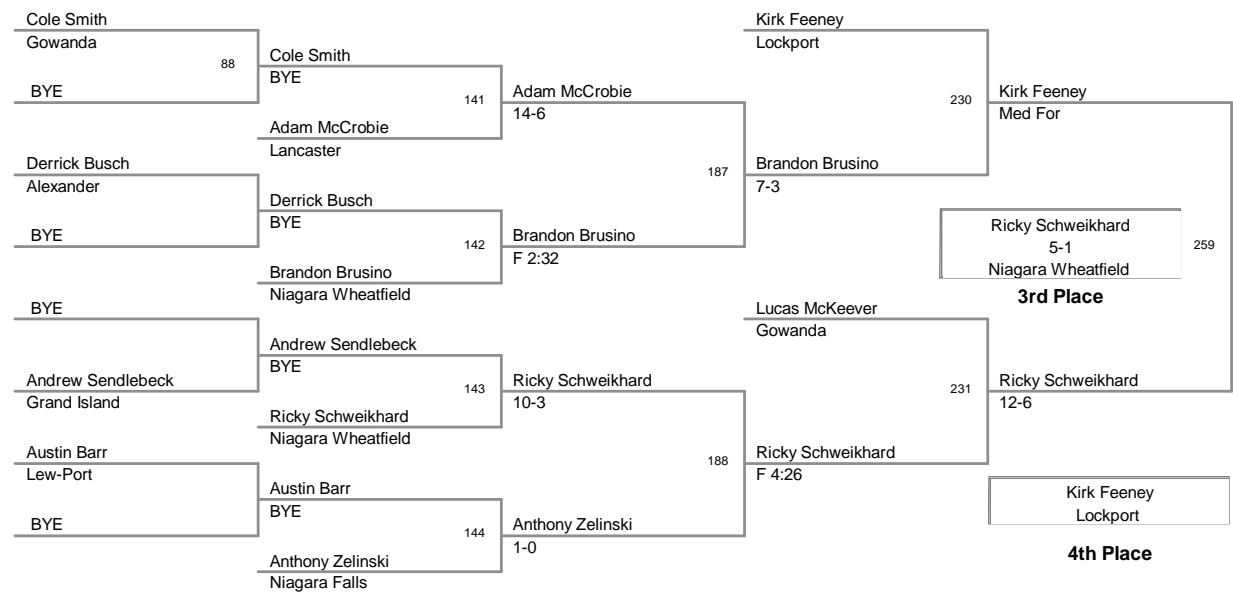 Cole Smith
Gowanda
88
BYE
Derrick Busch
Alexander
BYE
BYE
Andrew Sendlebeck
Grand Island
Austin Barr
Lew-Port
BYE
Cole Smith
BYE
141
Adam McCrobie
Lancaster
Derrick Busch
BYE
142
Brandon Brusino
Niagara Wheatfield
Andrew Sendlebeck
BYE
143
Ricky Schweikhard
Niagara Wheatfield
Austin Barr
BYE
144
Anthony Zelinski
Niagara Falls
Adam McCrobie
14-6
187
Brandon Brusino
F 2:32
Ricky Schweikhard
10-3
188
Anthony Zelinski
1-0
Kirk Feeney
Lockport
230
Brandon Brusino
7-3
Lucas McKeever
Gowanda
231
Ricky Schweikhard
F 4:26
Kirk Feeney
Med For
Ricky Schweikhard
5-1
Niagara Wheatfield
259
3rd Place
Ricky Schweikhard
12-6
Kirk Feeney
Lockport
4th Place